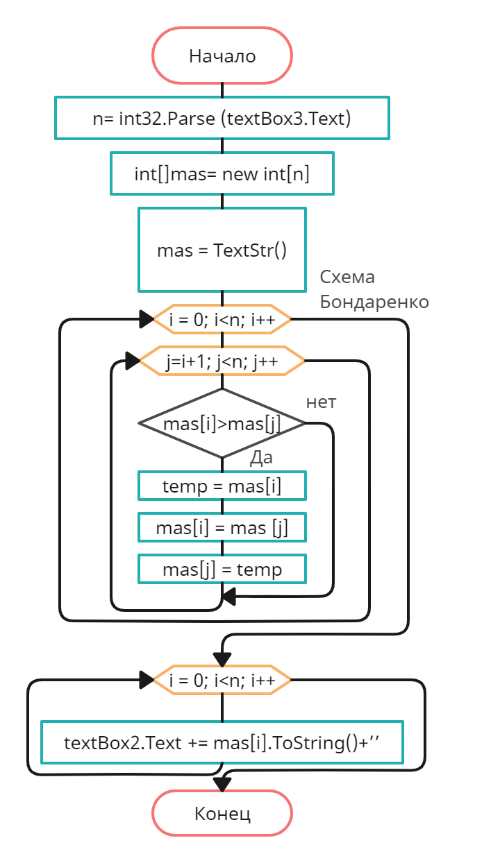 Начало
n= int32.Parse (textBox3.Text)
int[]mas= new int[n]
mas = TextStr()
Схема
Бондаренко
i = 0; i<n; i++
j=i+1; j<n; j++
нет
mas[i]>mas[j]
Да
temp = mas[i]
mas[i] = mas [j]
mas[j] = temp
i = 0; i<n; i++
textBox2.Text += mas[i].ToString()+’’
Конец